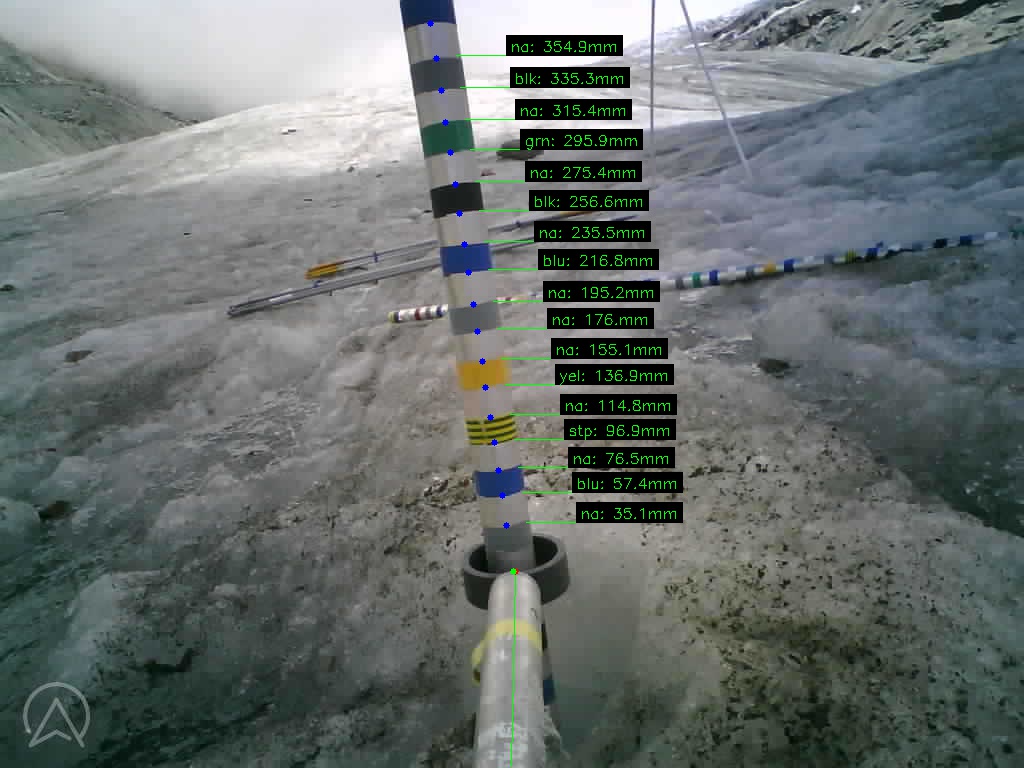 na: 354.9mm
blk: 335.3mm
na: 315.4mm
grn: 295.9mm
na: 275.4mm
blk: 256.6mm
na: 235.5mm
blu: 216.8mm
na: 195.2mm
na: 176.mm
na: 155.1mm
yel: 136.9mm
na: 114.8mm
stp: 96.9mm
na: 76.5mm
blu: 57.4mm
na: 35.1mm